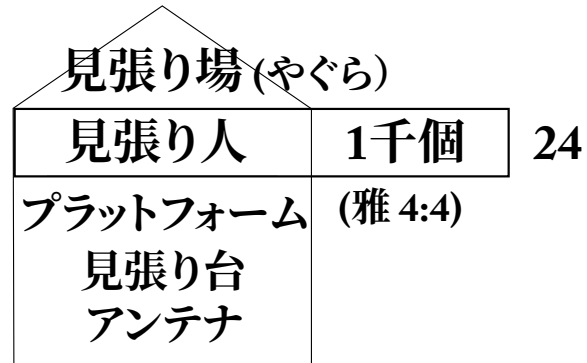 見張り場 (やぐら）
見張り人 1千個 24
プラットフォーム (雅 4:4)
見張り台
アンテナ